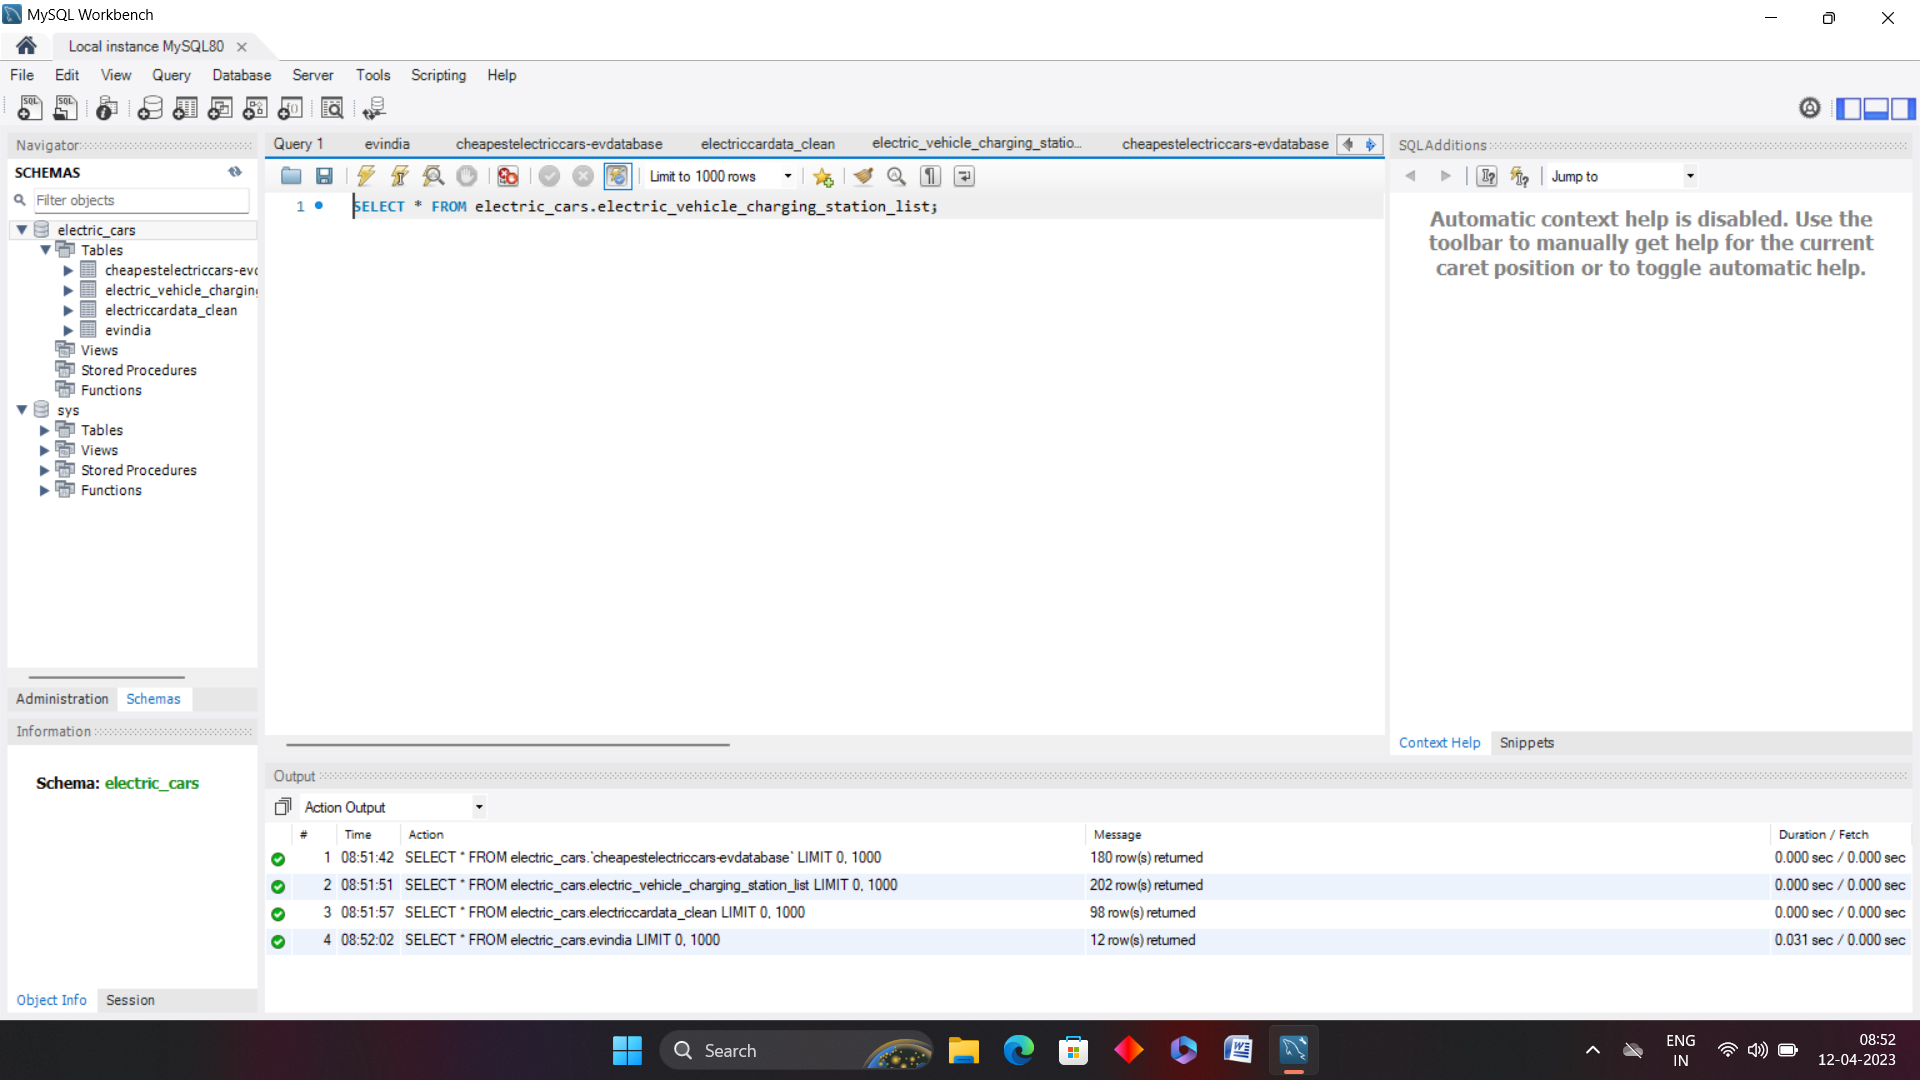 MySQL Workbench
Local instance MySQL80
File Edit View Query Database Server Tools Scripting Help
Navigator
SCHEMAS
Filter objects
electric_cars
Tables
cheapestelectriccars-evd
electric_vehicle_charging
electriccardata_clean
evindia
Views
Stored Procedures
Functions
sys
Tables
Views
Stored Procedures
Functions
Administration Schemas
Information
Schema: electric_cars
Object Info Session
Query 1 evindia cheapestelectriccars-evdatabase electriccardata_clean electric_vehicle_charging_statio... cheapestelectriccars-evdatabase
Limit to 1000 rows
1 SELECT * FROM electric_cars.electric_vehicle_charging_station_list;
SQLAdditions
Jump to
Automatic context help is disabled. Use the
toolbar to manually get help for the current
caret position or to toggle automatic help.
Context Help Snippets
Output
Action Output
# Time Action Message Duration / Fetch
1 08:51:42 SELECT * FROM electric_cars.`cheapestelectriccars-evdatabase` LIMIT 0, 1000 180 row(s) returned 0.000 sec / 0.000 sec
2 08:51:51 SELECT * FROM electric_cars.electric_vehicle_charging_station_list LIMIT 0, 1000 202 row(s) returned 0.000 sec / 0.000 sec
3 08:51:57 SELECT * FROM electric_cars.electriccardata_clean LIMIT 0, 1000 98 row(s) returned 0.000 sec / 0.000 sec
4 08:52:02 SELECT * FROM electric_cars.evindia LIMIT 0, 1000 12 row(s) returned 0.031 sec / 0.000 sec
Search
ENG
IN
08:52
12-04-2023